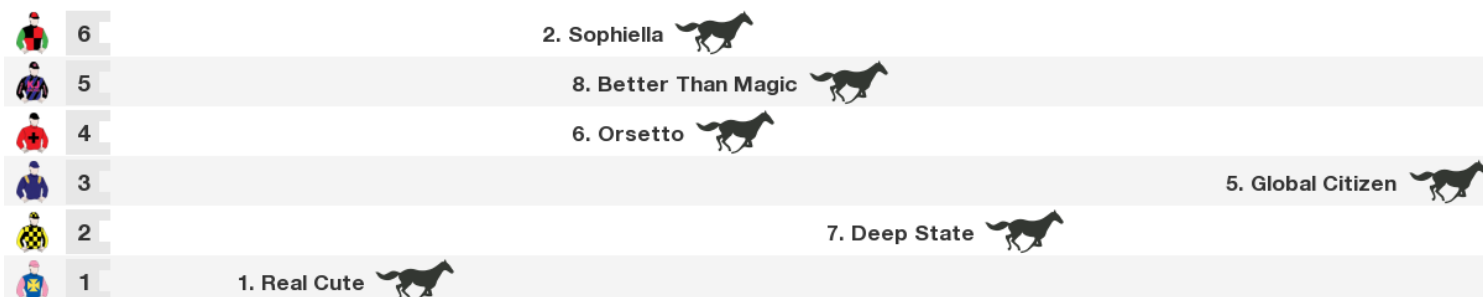 6 2. Sophiella
5 8. Better Than Magic
4 6. Orsetto
3 5. Global Citizen
2 7. Deep State
1 1. Real Cute